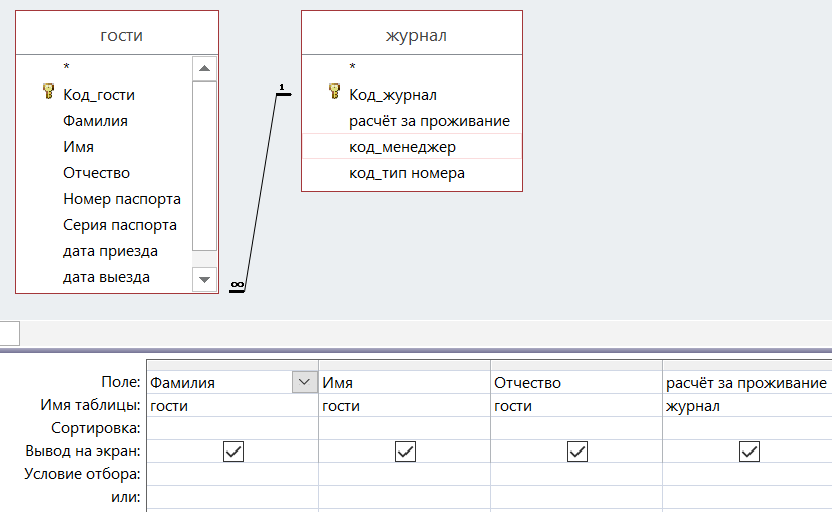 гости
*
Код_гости
Фамилия
Имя
Отчество
Номер паспорта
Серия паспорта
дата приезда
дата выезда
1
∞
журнал
*
Код_журнал
расчёт за проживание
код_менеджер
код_тип номера
Поле: Фамилия Имя Отчество расчёт за проживание
Имя таблицы: гости гости гости журнал
Сортировка:
Вывод на экран:
Условие отбора:
или: